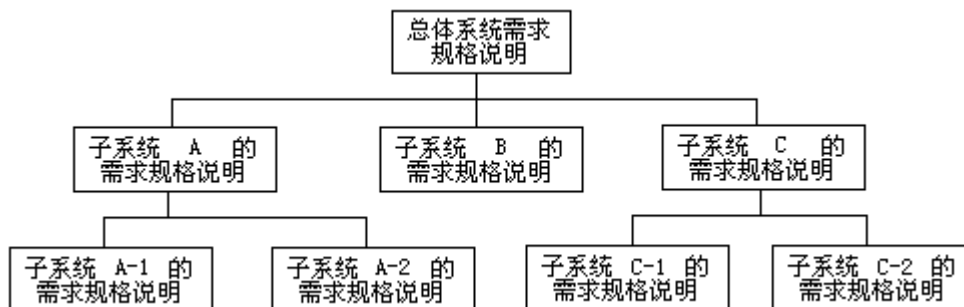 总体系统需求
规格说明
子系统 A 的
需求规格说明
子系统 B 的
需求规格说明
子系统 C 的
需求规格说明
子系统 A-1 的
需求规格说明
子系统 A-2 的
需求规格说明
子系统 C-1 的
需求规格说明
子系统 C-2 的
需求规格说明